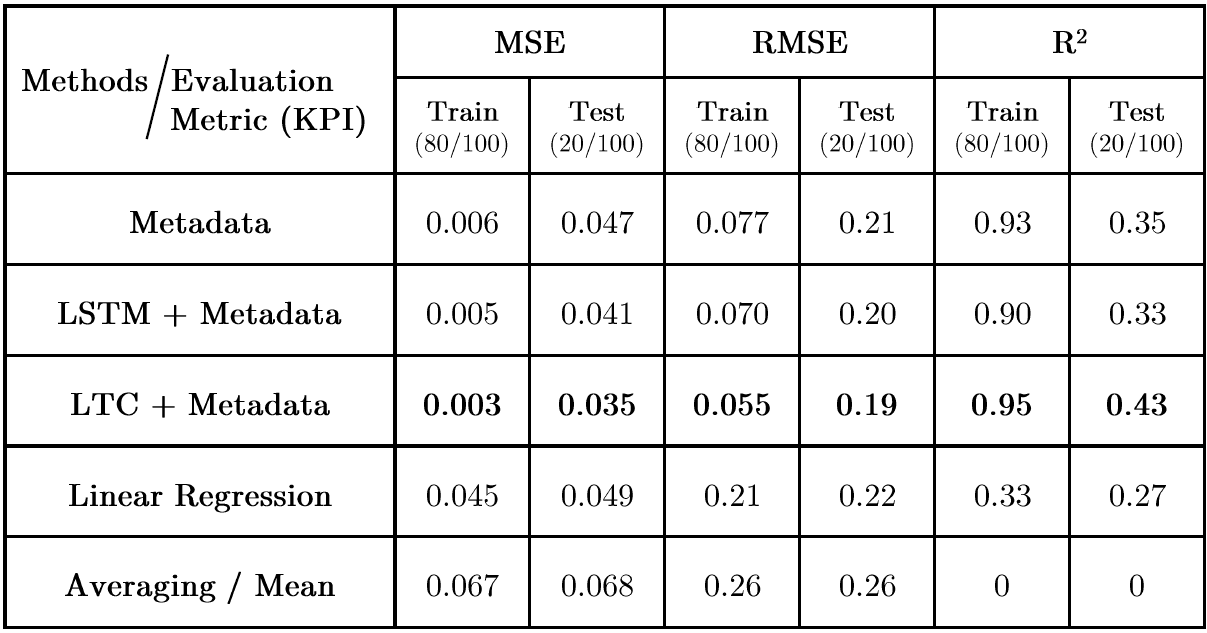 MSE RMSE R²
Methods / Evaluation
Metric (KPI)
Train Test Train Test Train Test
(80/100) (20/100) (80/100) (20/100) (80/100) (20/100)
Metadata 0.006 0.047 0.077 0.21 0.93 0.35
LSTM + Metadata 0.005 0.041 0.070 0.20 0.90 0.33
LTC + Metadata 0.003 0.035 0.055 0.19 0.95 0.43
Linear Regression 0.045 0.049 0.21 0.22 0.33 0.27
Averaging / Mean 0.067 0.068 0.26 0.26 0 0